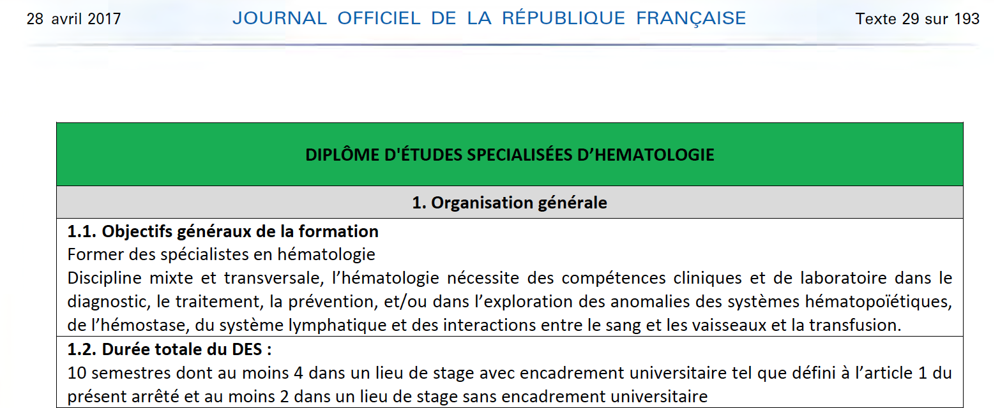 28 avril 2017 JOURNAL OFFICIEL DE LA RÉPUBLIQUE FRANÇAISE Texte 29 sur 193
DIPLÔME D'ÉTUDES SPECIALISÉES D’HEMATOLOGIE
1. Organisation générale
1.1. Objectifs généraux de la formation
Former des spécialistes en hématologie
Discipline mixte et transversale, l’hématologie nécessite des compétences cliniques et de laboratoire dans le
diagnostic, le traitement, la prévention, et/ou dans l’exploration des anomalies des systèmes hématopoïétiques,
de l’hémostase, du système lymphatique et des interactions entre le sang et les vaisseaux et la transfusion.
1.2. Durée totale du DES :
10 semestres dont au moins 4 dans un lieu de stage avec encadrement universitaire tel que défini à l’article 1 du
présent arrêté et au moins 2 dans un lieu de stage sans encadrement universitaire